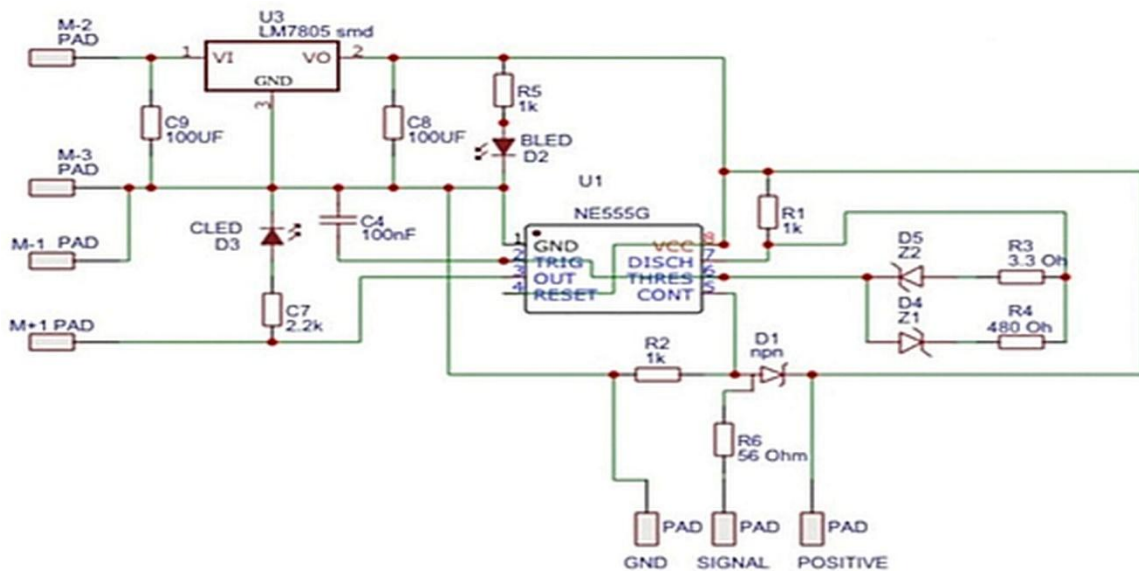 M-2
PAD
U3
LM7805 smd
1
VI
VO
2
GND
3
C9
100UF
C8
100UF
R5
1k
BLED
D2
M-3
PAD
M-1 PAD
CLED
D3
C4
100nF
C7
2.2k
M+1 PAD
U1
NE555G
1
GND
2
TRIG
3
OUT
4
RESET
VCC
8
DISCH
7
THRES
6
CONT
5
R1
1k
D5
Z2
R3
3.3 Oh
D4
Z1
R4
480 Oh
R2
1k
D1
npn
R6
56 Ohm
PAD
PAD
PAD
GND
SIGNAL
POSITIVE